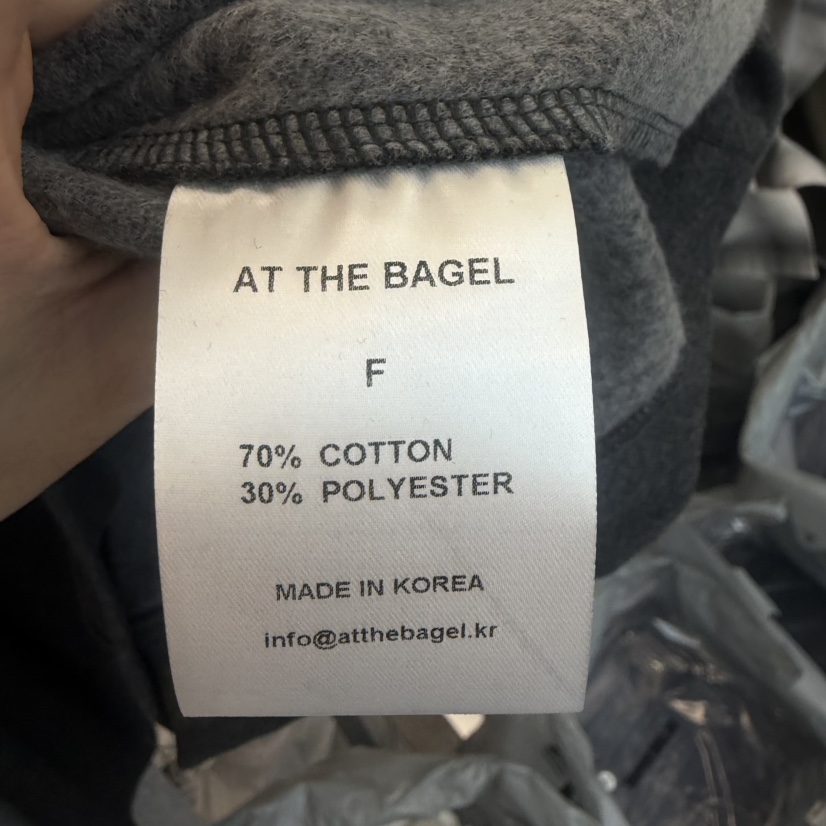 AT THE BAGEL
F
70% COTTON
30% POLYESTER
MADE IN KOREA
info@atthebagel.kr